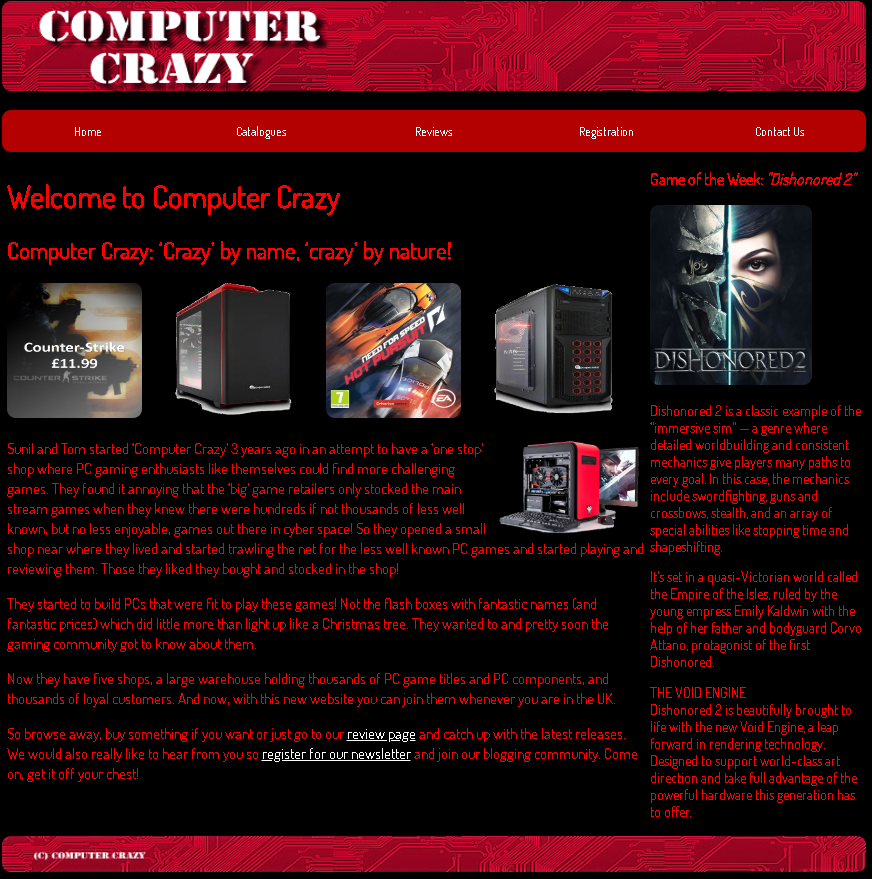 COMPUTER
CRAZY
Home
Catalogues
Reviews
Registration
Contact Us
Welcome to Computer Crazy
Computer Crazy: ‘Crazy’ by name, ‘crazy’ by nature!
Counter-Strike
£11.99
COUNTER STRIKE
NEED FOR SPEED
HOT PURSUIT
7
EA
Sunil and Tom started ‘Computer Crazy’ 3 years ago in an attempt to have a ‘one stop’
shop where PC gaming enthusiasts like themselves could find more challenging
games. They found it annoying that the ‘big’ game retailers only stocked the main
stream games when they knew there were hundreds if not thousands of less well
known, but no less enjoyable, games out there in cyber space! So they opened a small
shop near where they lived and started trawling the net for the less well known PC games and started playing and
reviewing them. Those they liked they bought and stocked in the shop!
They started to build PCs that were fit to play these games! Not the flash boxes with fantastic names (and
fantastic prices) which did little more than light up like a Christmas tree. They wanted to and pretty soon the
gaming community got to know about them.
Now they have five shops, a large warehouse holding thousands of PC game titles and PC components, and
thousands of loyal customers. And now, with this new website you can join them whenever you are in the UK.
So browse away, buy something if you want or just go to our review page and catch up with the latest releases.
We would also really like to hear from you so register for our newsletter and join our blogging community. Come
on, get it off your chest!
Game of the Week: "Dishonored 2"
DISHONORED 2
Dishonored 2 is a classic example of the
“immersive sim” — a genre where
detailed worldbuilding and consistent
mechanics give players many paths to
every goal. In this case, the mechanics
include swordfighting, guns and
crossbows, stealth, and an array of
special abilities like stopping time and
shapeshifting.
It's set in a quasi-Victorian world called
the Empire of the Isles, ruled by the
young empress Emily Kaldwin with the
help of her father and bodyguard Corvo
Attano, protagonist of the first
Dishonored.
THE VOID ENGINE
Dishonored 2 is beautifully brought to
life with the new Void Engine, a leap
forward in rendering technology.
Designed to support world-class art
direction and take full advantage of the
powerful hardware this generation has
to offer.
(C) COMPUTER CRAZY